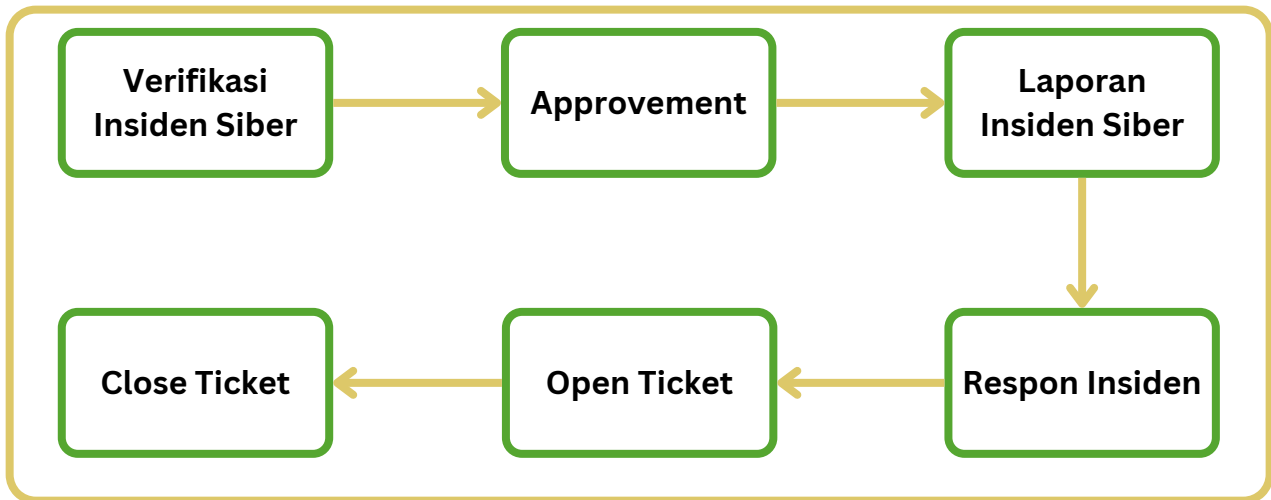 Verifikasi
Insiden Siber
Approvement
Laporan
Insiden Siber
Respon Insiden
Open Ticket
Close Ticket